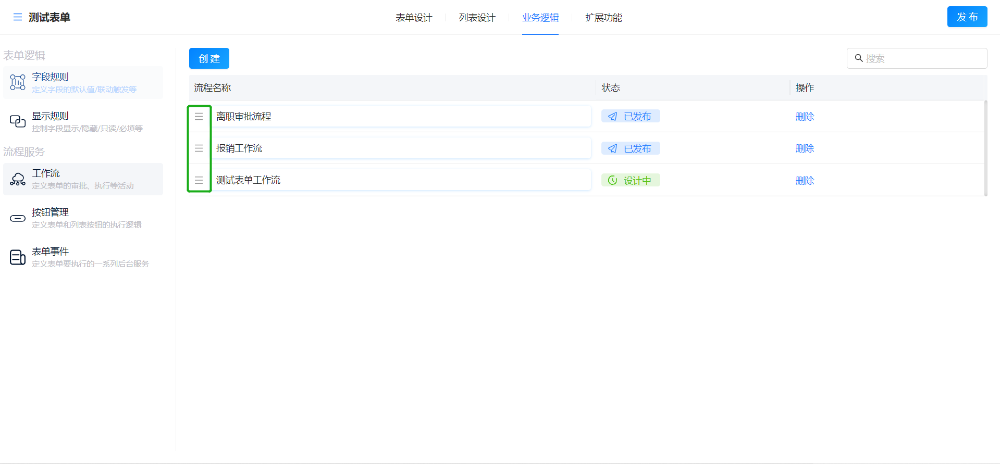 测试表单
表单设计
列表设计
业务逻辑
扩展功能
发布
表单逻辑
字段规则
定义字段的默认值/联动触发等
显示规则
控制字段显示/隐藏/只读/必填等
流程服务
工作流
定义表单的审批、执行等活动
按钮管理
定义表单和列表按钮的执行逻辑
表单事件
定义表单要执行的一系列后台服务
创建
搜索
流程名称 状态 操作
离职审批流程 已发布 删除
报销工作流 已发布 删除
测试表单工作流 设计中 删除